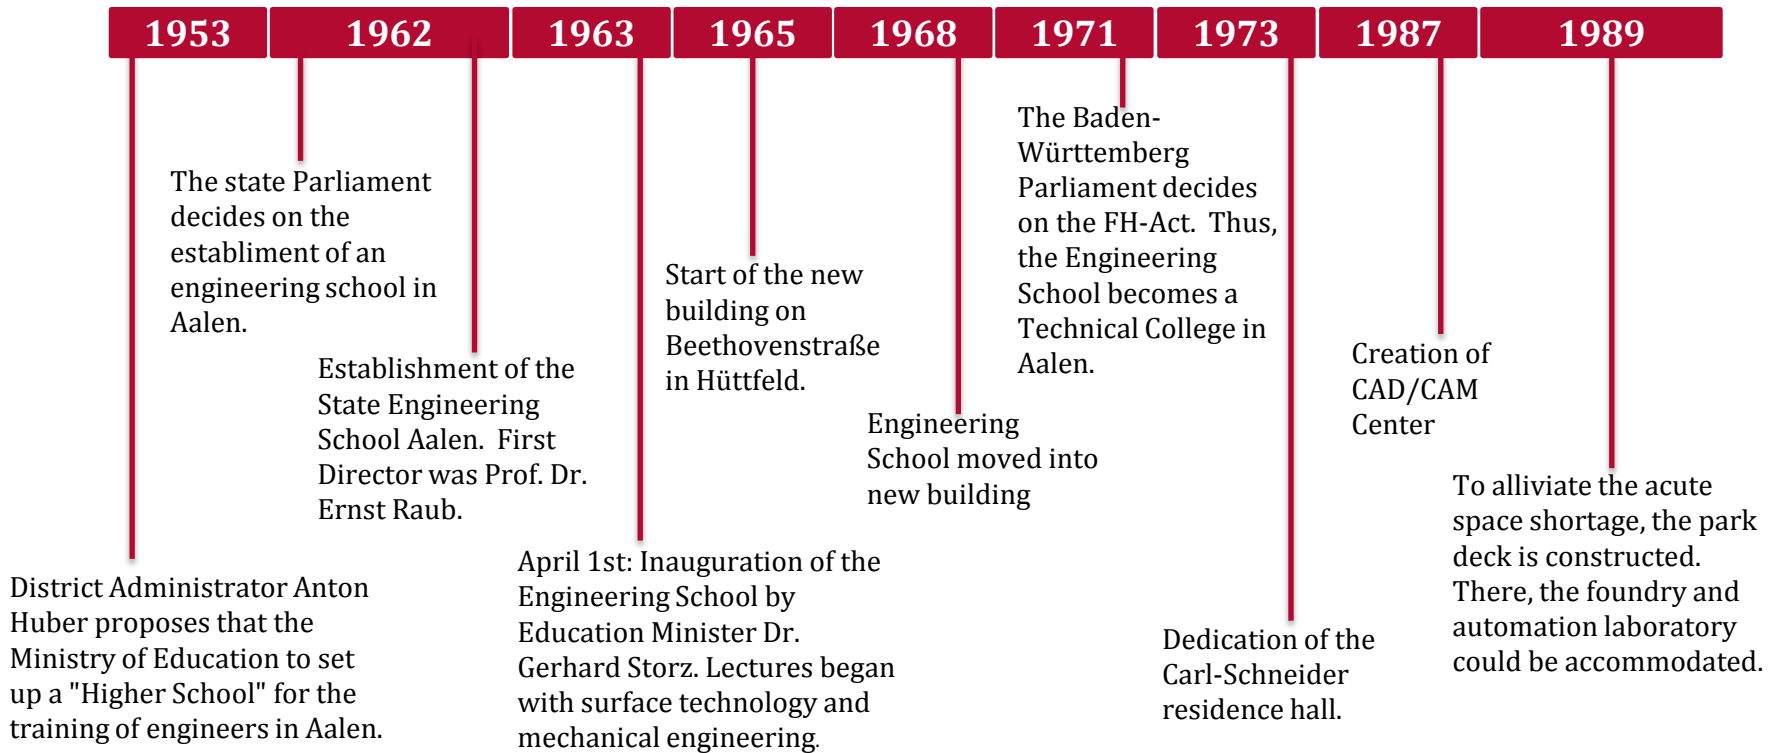 1953
1962
1963
1965
1968
1971
1973
1987
1989
District Administrator Anton
Huber proposes that the
Ministry of Education to set
up a "Higher School" for the
training of engineers in Aalen.
The state Parliament
decides on the
establiment of an
engineering school in
Aalen.
Establishment of the
State Engineering
School Aalen.  First
Director was Prof. Dr.
Ernst Raub.
April 1st: Inauguration of the
Engineering School by
Education Minister Dr.
Gerhard Storz. Lectures began
with surface technology and
mechanical engineering.
Start of the new
building on
Beethovenstraße
in Hüttfeld.
Engineering
School moved into
new building
The Baden-
Württemberg
Parliament decides
on the FH-Act.  Thus,
the Engineering
School becomes a
Technical College in
Aalen.
Dedication of the
Carl-Schneider
residence hall.
Creation of
CAD/CAM
Center
To alliviate the acute
space shortage, the park
deck is constructed.
There, the foundry and
automation laboratory
could be accommodated.